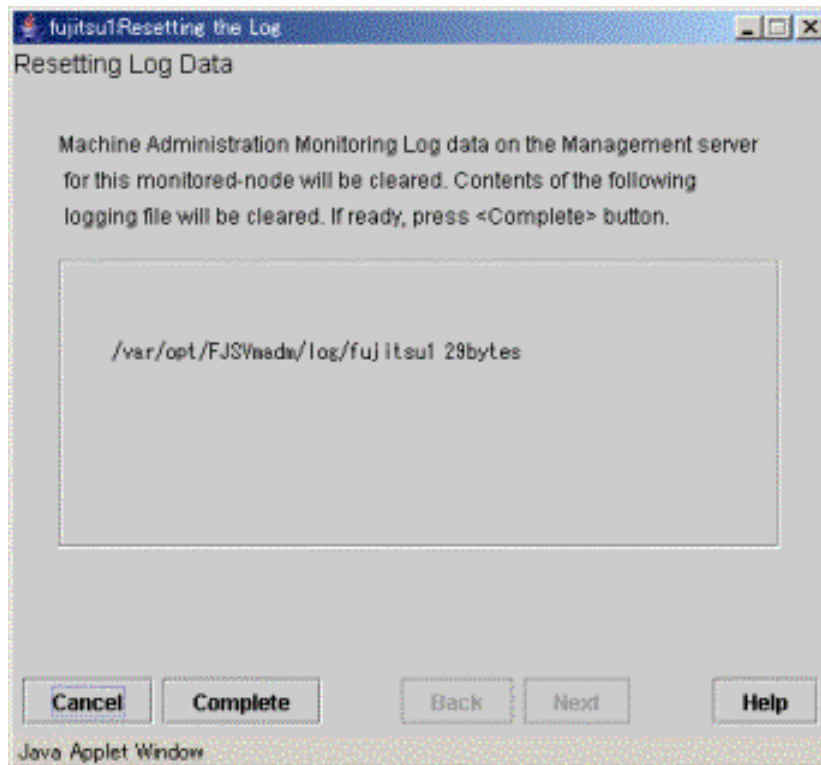 fujitsu1:Resetting the Log
Resetting Log Data
Machine Administration Monitoring Log data on the Management server
for this monitored-node will be cleared. Contents of the following
logging file will be cleared. If ready, press <Complete> button.
/var/opt/FJSVmadm/log/fujitsu1 29bytes
Cancel Complete Back Next Help
Java Applet Window